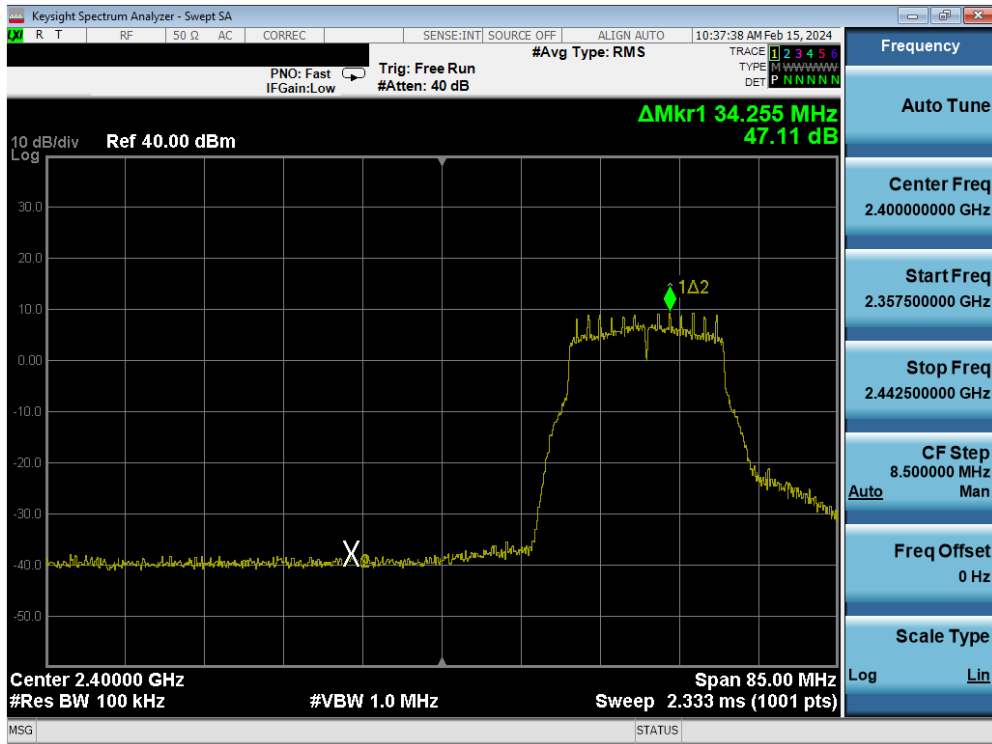 Keysight Spectrum Analyzer - Swept SA
LXI R T RF 50 Ω AC CORREC SENSE:INT SOURCE OFF ALIGN AUTO 10:37:38 AM Feb 15, 2024
Frequency
#Avg Type: RMS
TRACE 1 2 3 4 5 6
PNO: Fast
Trig: Free Run
TYPE M WWWWW
IFGain:Low
#Atten: 40 dB
DET P N N N N N
Auto Tune
ΔMkr1 34.255 MHz
47.11 dB
10 dB/div Ref 40.00 dBm
Log
30.0
20.0
10.0
0.00
-10.0
-20.0
-30.0
-40.0
-50.0
1Δ2
X2
Center Freq
2.400000000 GHz
Start Freq
2.357500000 GHz
Stop Freq
2.442500000 GHz
CF Step
8.500000 MHz
Auto Man
Freq Offset
0 Hz
Scale Type
Log Lin
Center 2.40000 GHz Span 85.00 MHz
#Res BW 100 kHz #VBW 1.0 MHz Sweep 2.333 ms (1001 pts)
MSG STATUS